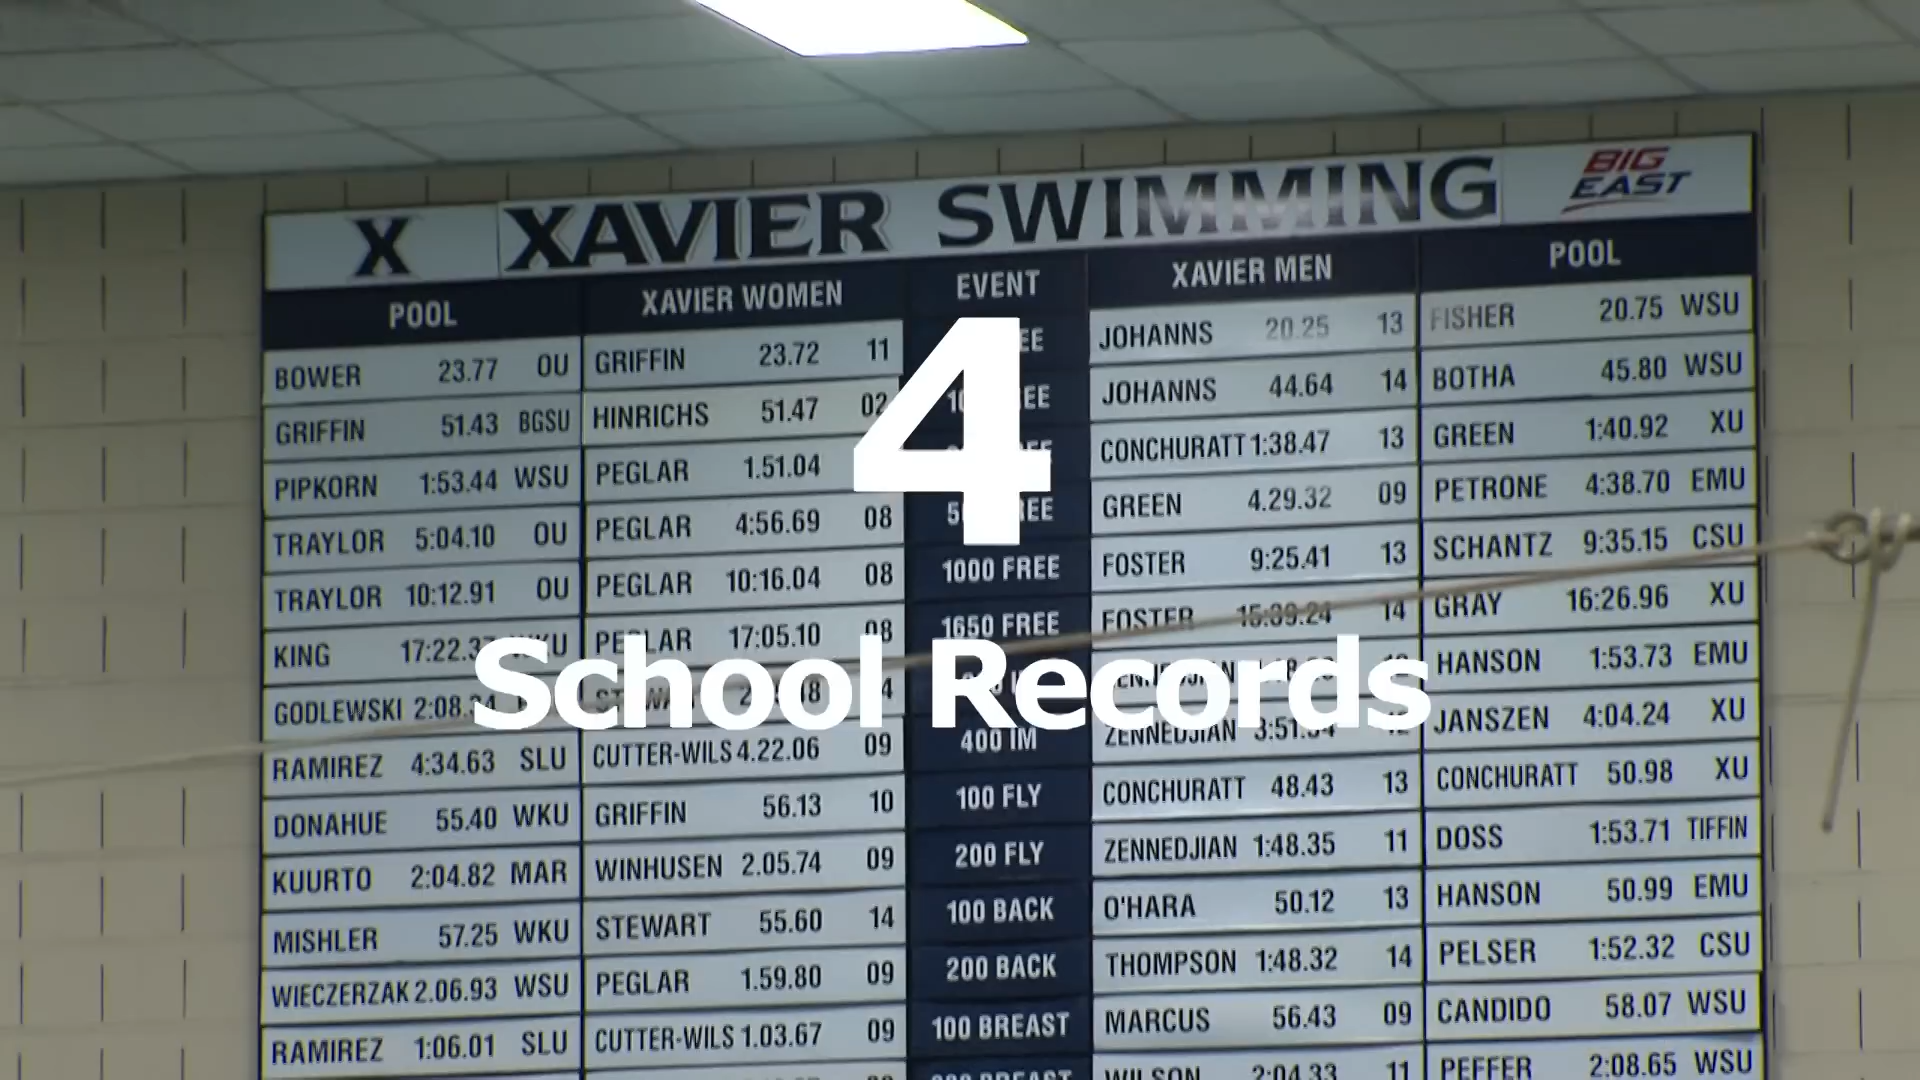 X XAVIER SWIMMING BIG EAST
POOL XAVIER WOMEN EVENT XAVIER MEN POOL
BOWER 23.77 OU GRIFFIN 23.72 11 JOHANNS 20.25 13 FISHER 20.75 WSU
GRIFFIN 51.43 BGSU HINRICHS 51.47 02 JOHANNS 44.64 14 BOTHA 45.80 WSU
PIPKORN 1:53.44 WSU PEGLAR 1.51.04 CONCHURATT 1:38.47 13 GREEN 1:40.92 XU
TRAYLOR 5:04.10 OU PEGLAR 4:56.69 08 GREEN 4.29.32 09 PETRONE 4:38.70 EMU
4
TRAYLOR 10:12.91 OU PEGLAR 10:16.04 08 1000 FREE FOSTER 9:25.41 13 SCHANTZ 9:35.15 CSU
KING PEGLAR 17:05.10 08 1650 FREE FOSTER 15:39.24 14 GRAY 16:26.96 XU
School Records
GODLEWSKI HANSON 1:53.73 EMU
RAMIREZ 4:34.63 SLU CUTTER-WILS 4.22.06 09 400 IM ZENNEDJIAN JANSZEN 4:04.24 XU
DONAHUE 55.40 WKU GRIFFIN 56.13 10 100 FLY CONCHURATT 48.43 13 CONCHURATT 50.98 XU
KUURTO 2:04.82 MAR WINHUSEN 2.05.74 09 200 FLY ZENNEDJIAN 1:48.35 11 DOSS 1:53.71 TIFFIN
MISHLER 57.25 WKU STEWART 55.60 14 100 BACK O'HARA 50.12 13 HANSON 50.99 EMU
WIECZERZAK 2.06.93 WSU PEGLAR 1.59.80 09 200 BACK THOMPSON 1:48.32 14 PELSER 1:52.32 CSU
RAMIREZ 1:06.01 SLU CUTTER-WILS 1.03.67 09 100 BREAST MARCUS 56.43 09 CANDIDO 58.07 WSU
WILSON 2:04.33 11 PEFFER 2:08.65 WSU